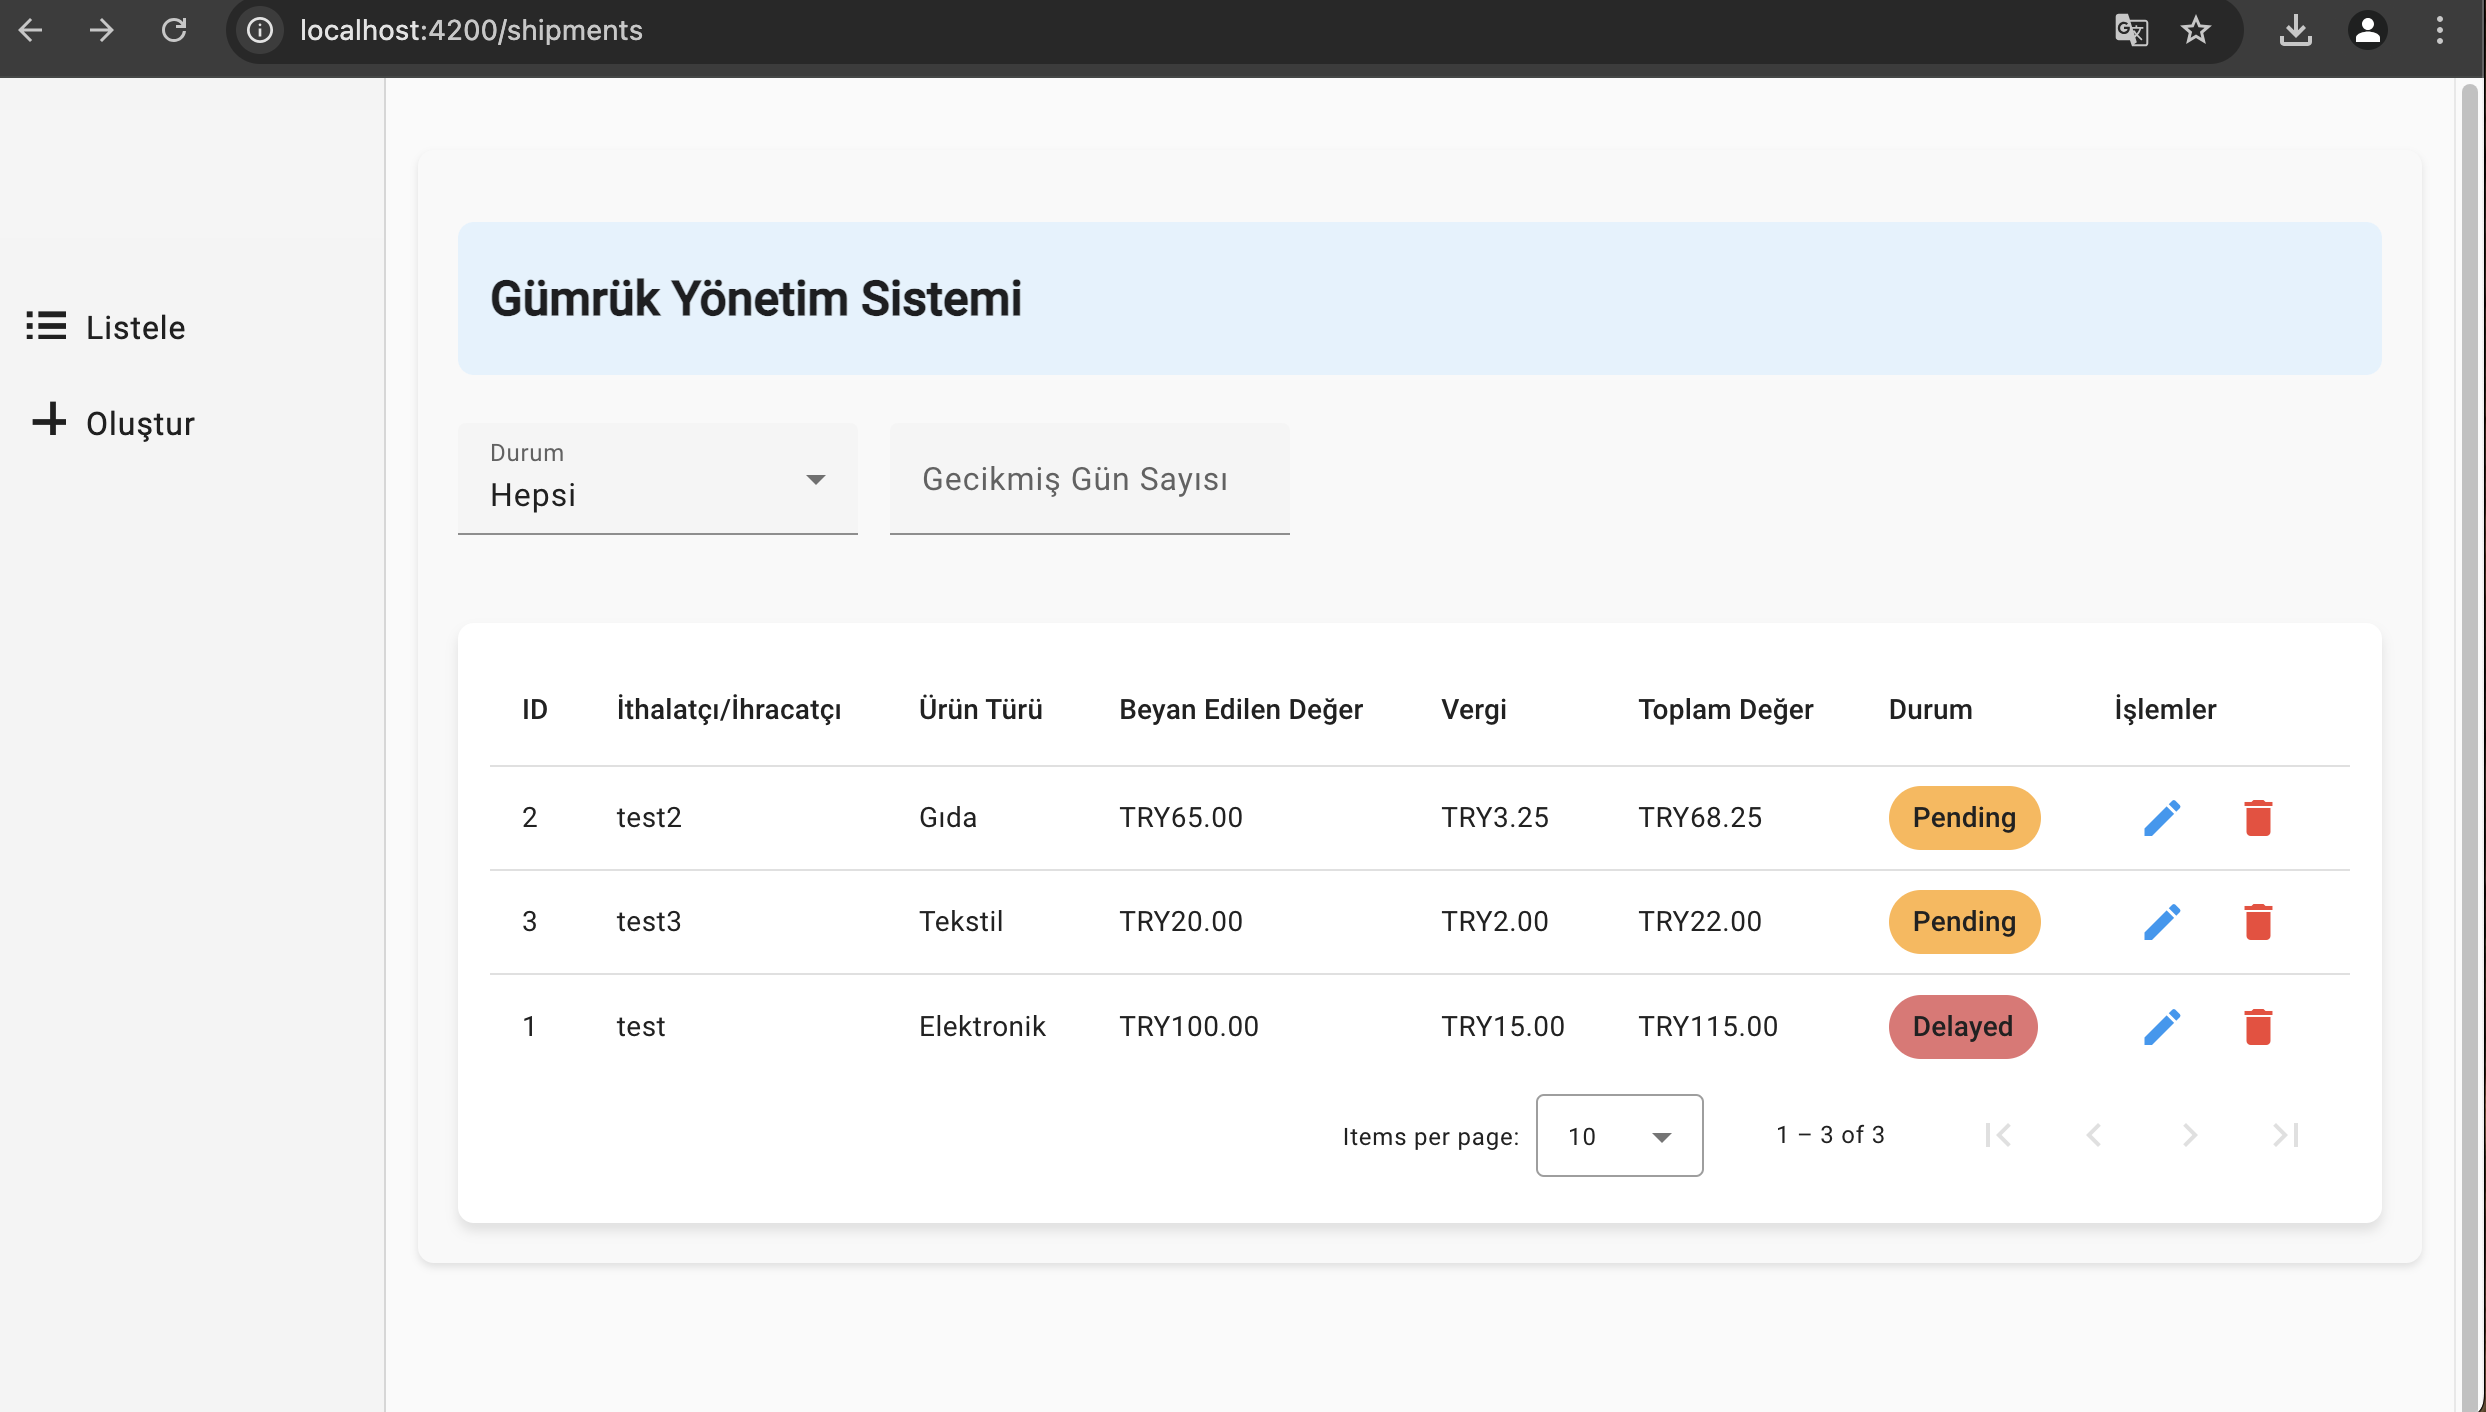 localhost:4200/shipments
Listele
Oluştur
Gümrük Yönetim Sistemi
Durum
Hepsi
Gecikmiş Gün Sayısı
ID İthalatçı/İhracatçı Ürün Türü Beyan Edilen Değer Vergi Toplam Değer Durum İşlemler
2 test2 Gıda TRY65.00 TRY3.25 TRY68.25 Pending
3 test3 Tekstil TRY20.00 TRY2.00 TRY22.00 Pending
1 test Elektronik TRY100.00 TRY15.00 TRY115.00 Delayed
Items per page: 10 1 – 3 of 3